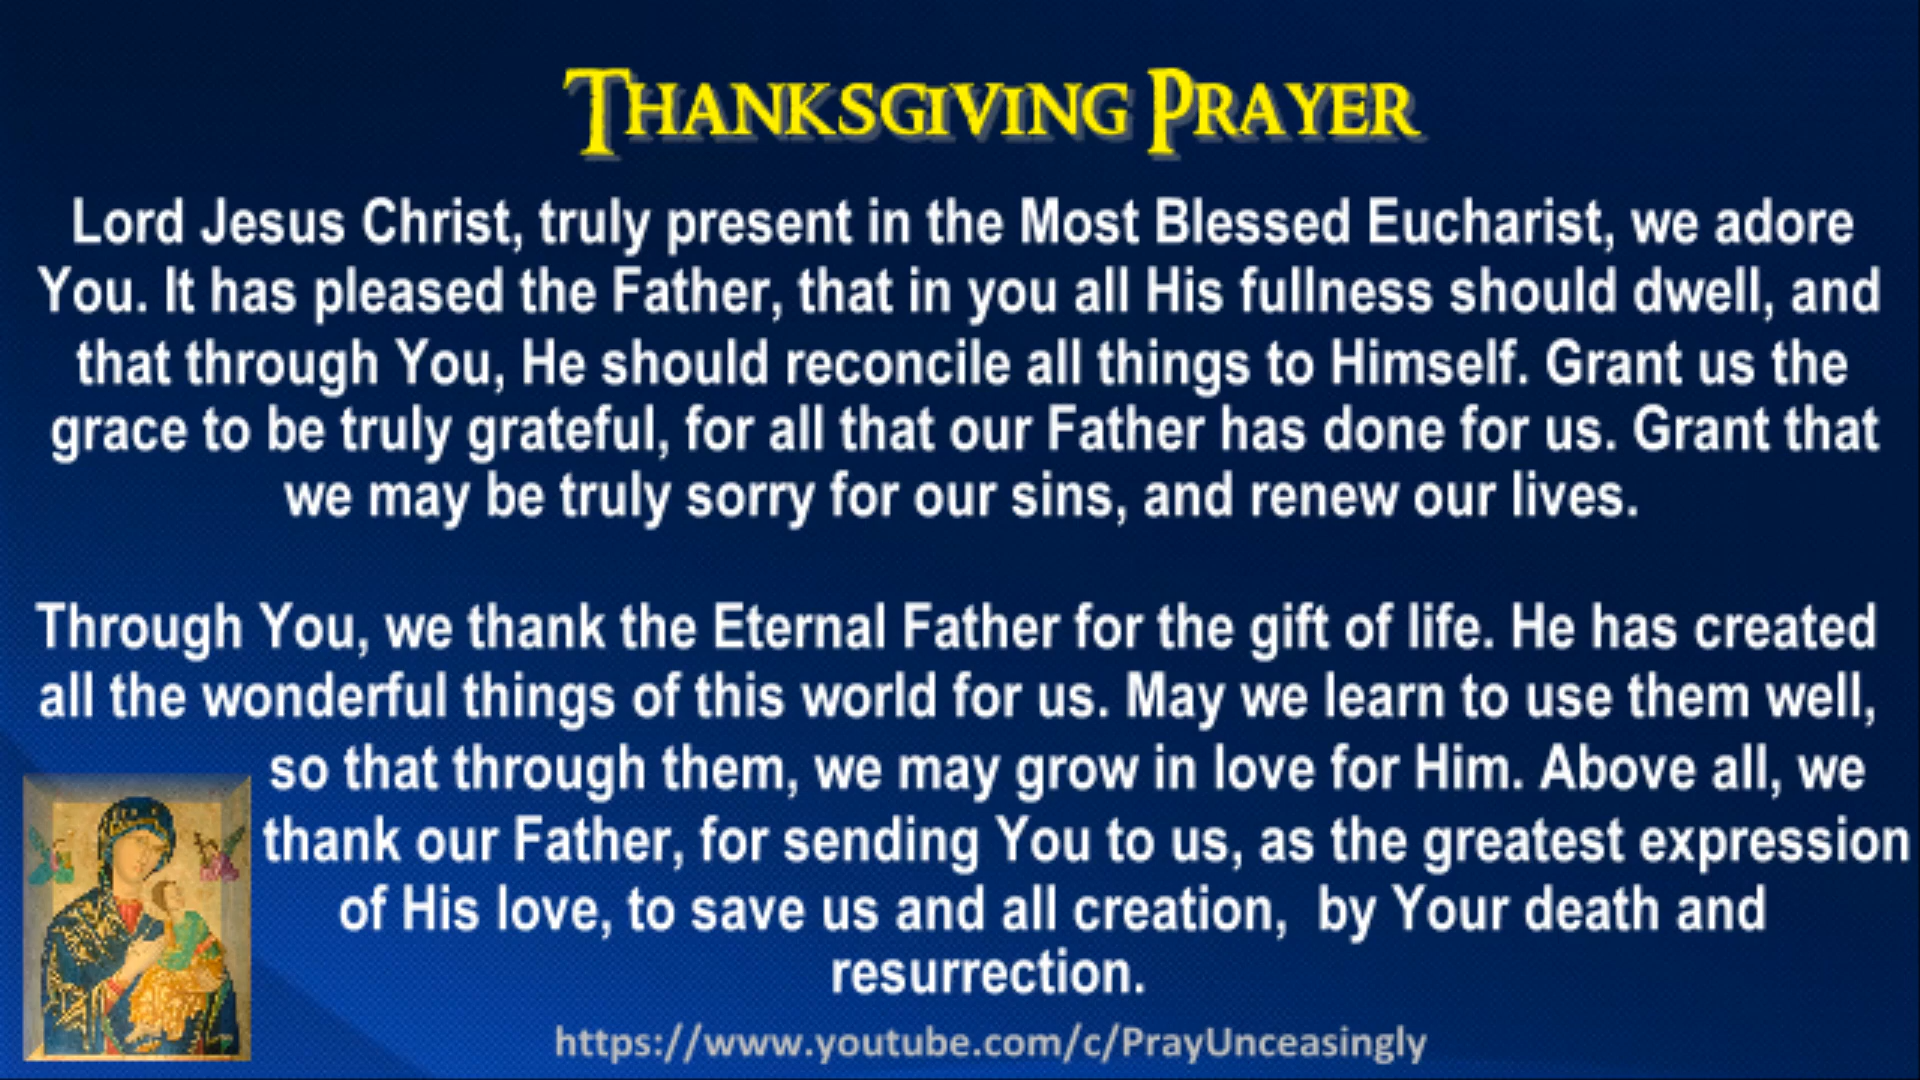 Thanksgiving Prayer
Lord Jesus Christ, truly present in the Most Blessed Eucharist, we adore
You. It has pleased the Father, that in you all His fullness should dwell, and
that through You, He should reconcile all things to Himself. Grant us the
grace to be truly grateful, for all that our Father has done for us. Grant that
we may be truly sorry for our sins, and renew our lives.
Through You, we thank the Eternal Father for the gift of life. He has created
all the wonderful things of this world for us. May we learn to use them well,
so that through them, we may grow in love for Him. Above all, we
thank our Father, for sending You to us, as the greatest expression
of His love, to save us and all creation,  by Your death and
resurrection.
https://www.youtube.com/c/PrayUnceasingly